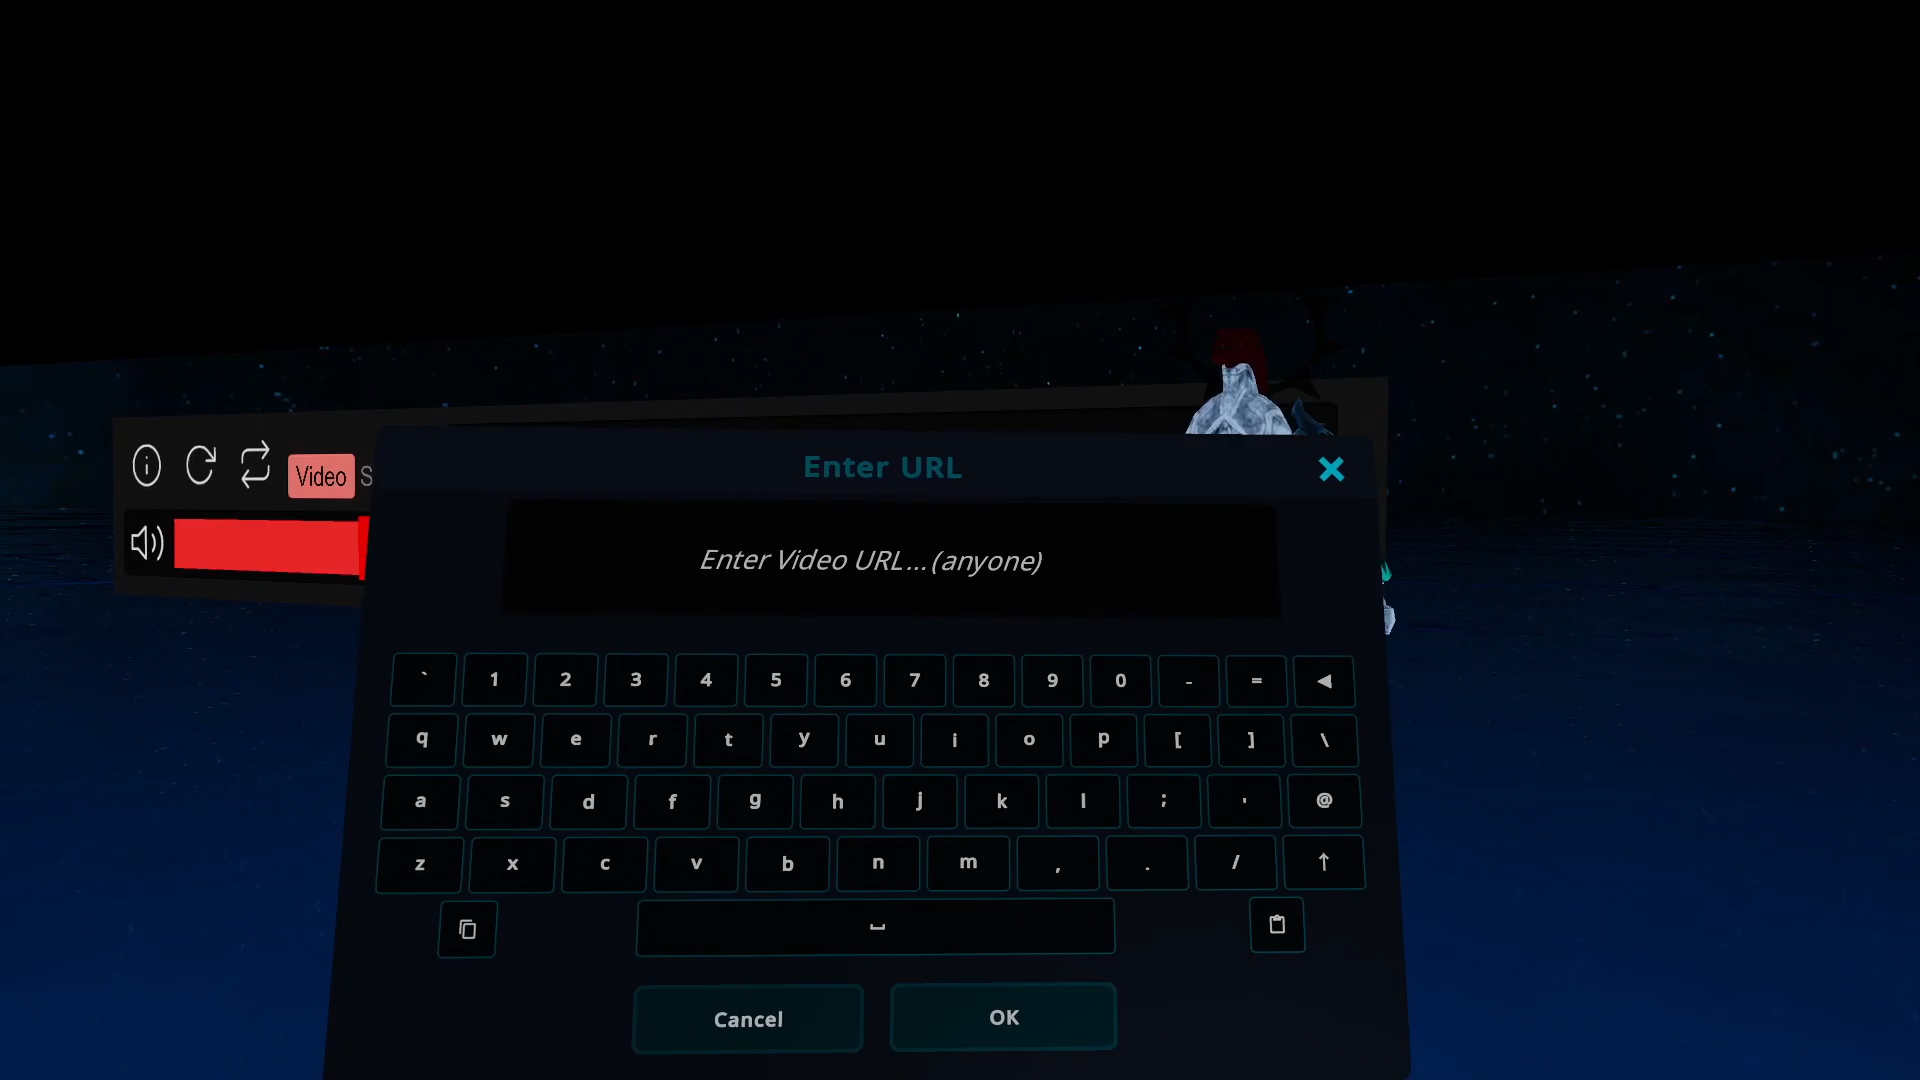 Video S
Enter URL
Enter Video URL... (anyone)
` 1 2 3 4 5 6 7 8 9 0 - =
q w e r t y u i o p [ ] \
a s d f g h j k l ; ' @
z x c v b n m , . /
Cancel OK